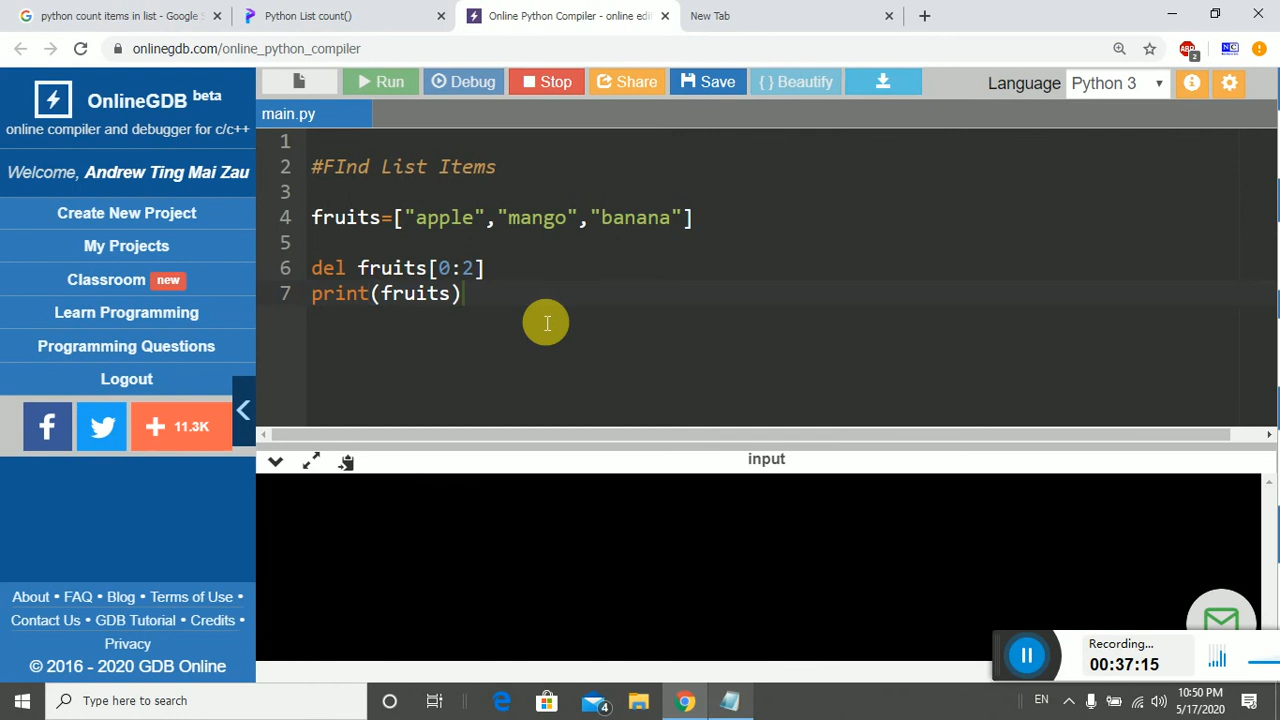 python count items in list - Google S
Python List count()
Online Python Compiler - online edi
New Tab
onlinegdb.com/online_python_compiler
2
OnlineGDB beta
online compiler and debugger for c/c++
Welcome, Andrew Ting Mai Zau
Create New Project
My Projects
Classroom new
Learn Programming
Programming Questions
Logout
11.3K
About • FAQ • Blog • Terms of Use •
Contact Us • GDB Tutorial • Credits •
Privacy
© 2016 - 2020 GDB Online
Run
Debug
Stop
Share
Save
{ } Beautify
Language
Python 3
main.py
1
2 #FInd List Items
3
4 fruits=["apple","mango","banana"]
5
6 del fruits[0:2]
7 print(fruits)
input
Recording...
00:37:15
Type here to search
4
EN
10:50 PM
5/17/2020